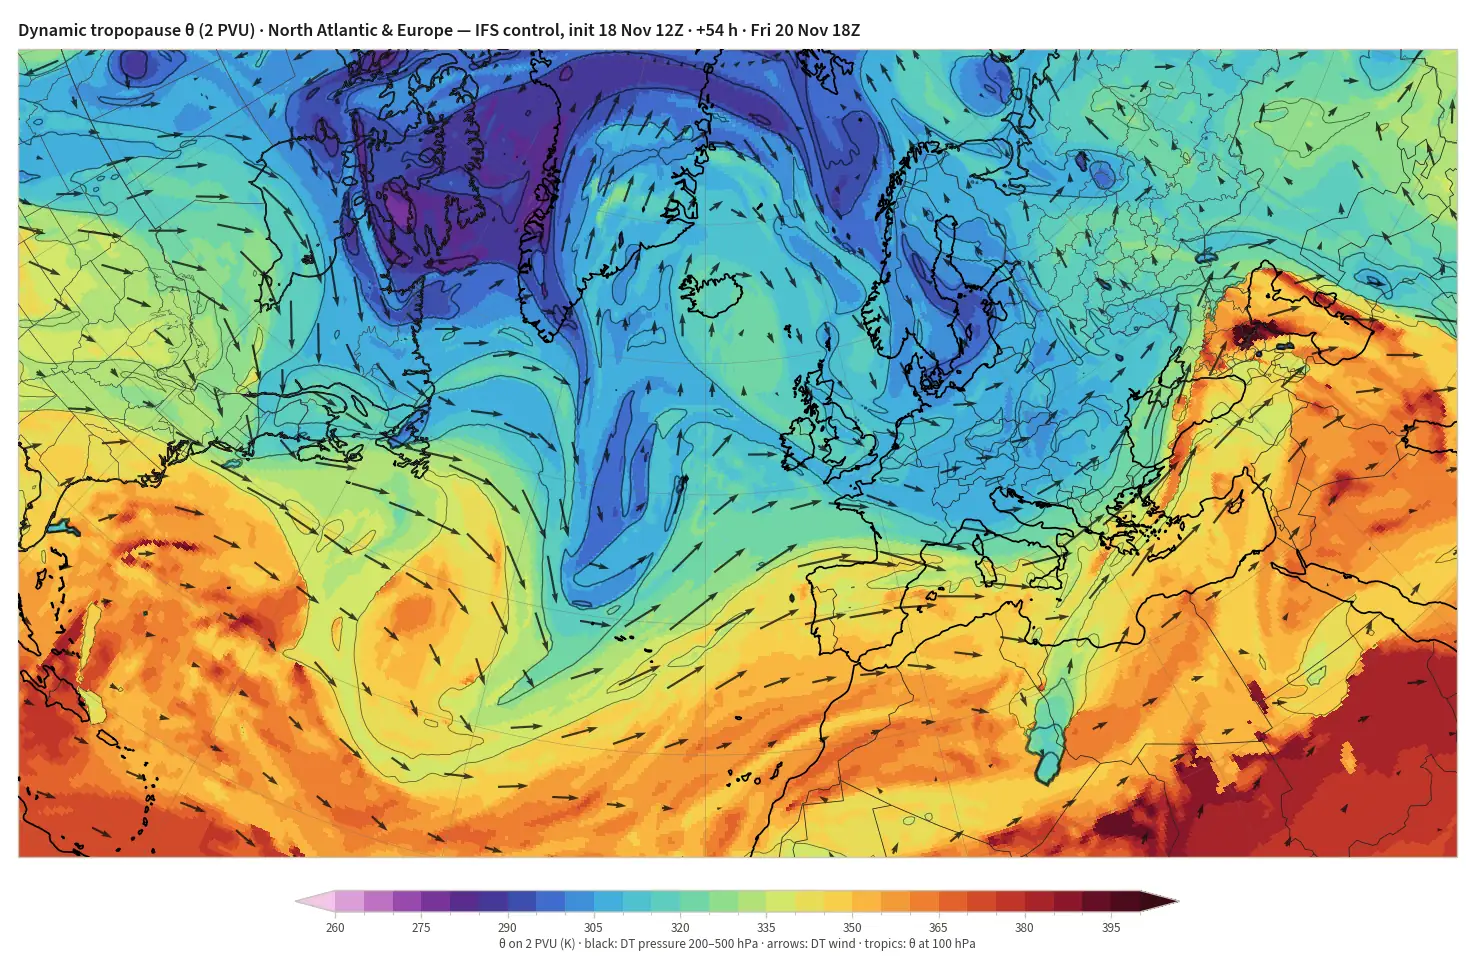 Dynamic tropopause θ (2 PVU) · North Atlantic & Europe — IFS control, init 18 Nov 12Z · +54 h · Fri 20 Nov 18Z
260 275 290 305 320 335 350 365 380 395
θ on 2 PVU (K) · black: DT pressure 200–500 hPa · arrows: DT wind · tropics: θ at 100 hPa